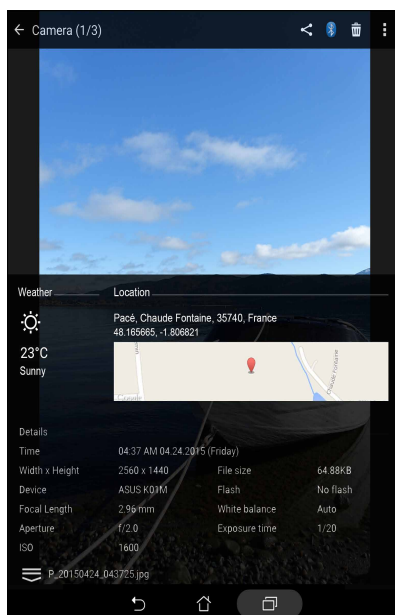 Camera (1/3)
Weather
Location
Pacé, Chaude Fontaine, 35740, France
48.165665, -1.806821
23°C
Sunny
Chaude Fontaine
Google
Details
Time 04:37 AM 04.24.2015 (Friday)
Width x Height 2560 x 1440 File size 64.88KB
Device ASUS K01M Flash No flash
Focal Length 2.96 mm White balance Auto
Aperture f/2.0 Exposure time 1/20
ISO 1600
P_20150424_043725.jpg